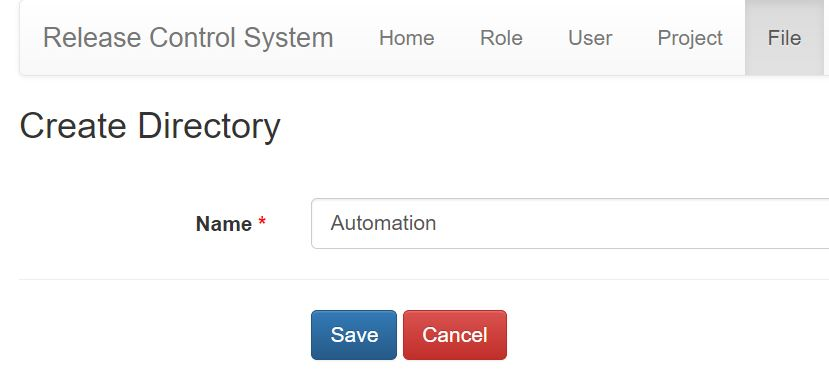 Release Control System Home Role User Project File
Create Directory
Name * Automation
Save Cancel